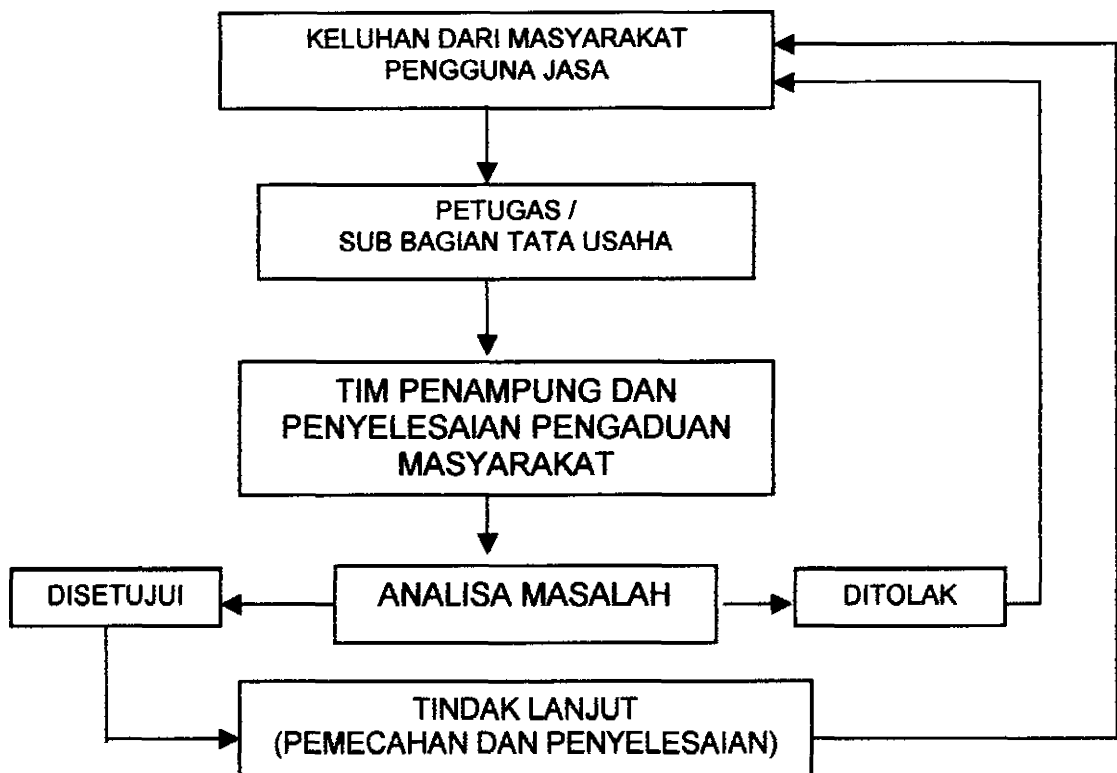 KELUHAN DARI MASYARAKAT
PENGGUNA JASA
PETUGAS /
SUB BAGIAN TATA USAHA
TIM PENAMPUNG DAN
PENYELESAIAN PENGADUAN
MASYARAKAT
DISETUJUI
ANALISA MASALAH
DITOLAK
TINDAK LANJUT
(PEMECAHAN DAN PENYELESAIAN)